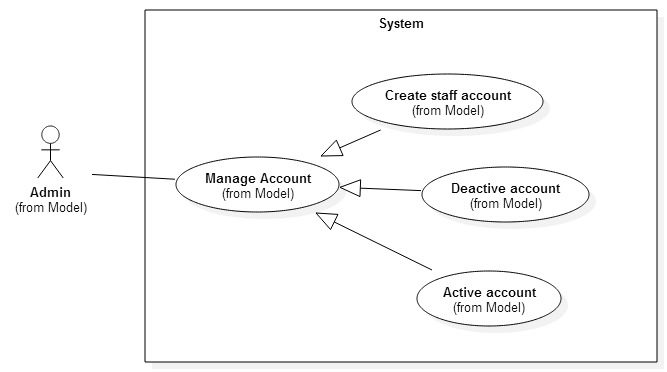 System
Create staff account
(from Model)
Admin
(from Model)
Manage Account
(from Model)
Deactive account
(from Model)
Active account
(from Model)